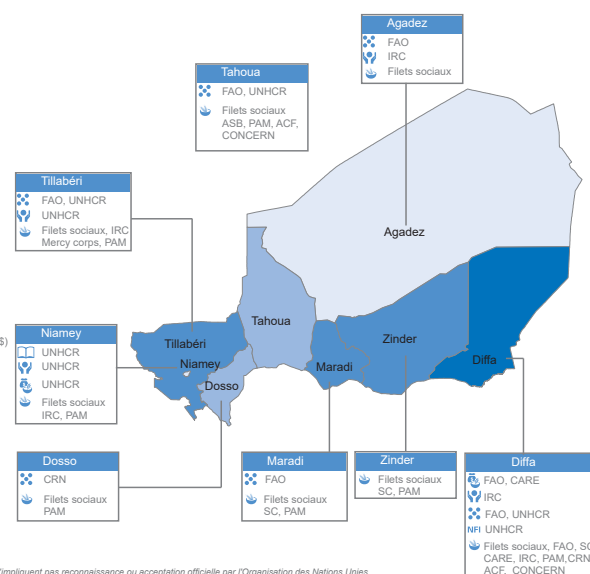 Agadez
FAO
IRC
Filets sociaux
Tahoua
FAO, UNHCR
Filets sociaux
ASB, PAM, ACF,
CONCERN
Tillabéri
FAO, UNHCR
UNHCR
Filets sociaux, IRC
Mercy corps, PAM
Agadez
Tahoua
Zinder
Diffa
Maradi
Tillabéri
Niamey
Dosso
$)
Niamey
UNHCR
UNHCR
UNHCR
Filets sociaux
IRC, PAM
Dosso
CRN
Filets sociaux
PAM
Maradi
FAO
Filets sociaux
SC, PAM
Zinder
Filets sociaux
SC, PAM
Diffa
FAO, CARE
IRC
FAO, UNHCR
NFI UNHCR
Filets sociaux, FAO, SC
CARE, IRC, PAM,CRN
ACF, CONCERN
n'impliquent pas reconnaissance ou acceptation officielle par l'Organisation des Nations Unies